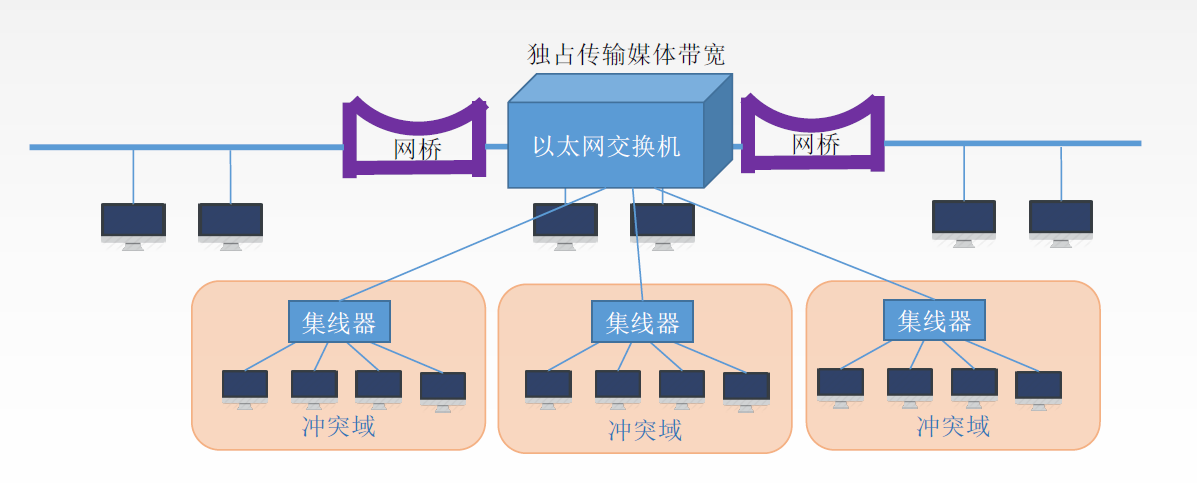 独占传输媒体带宽
网桥
以太网交换机
网桥
集线器
集线器
集线器
冲突域
冲突域
冲突域